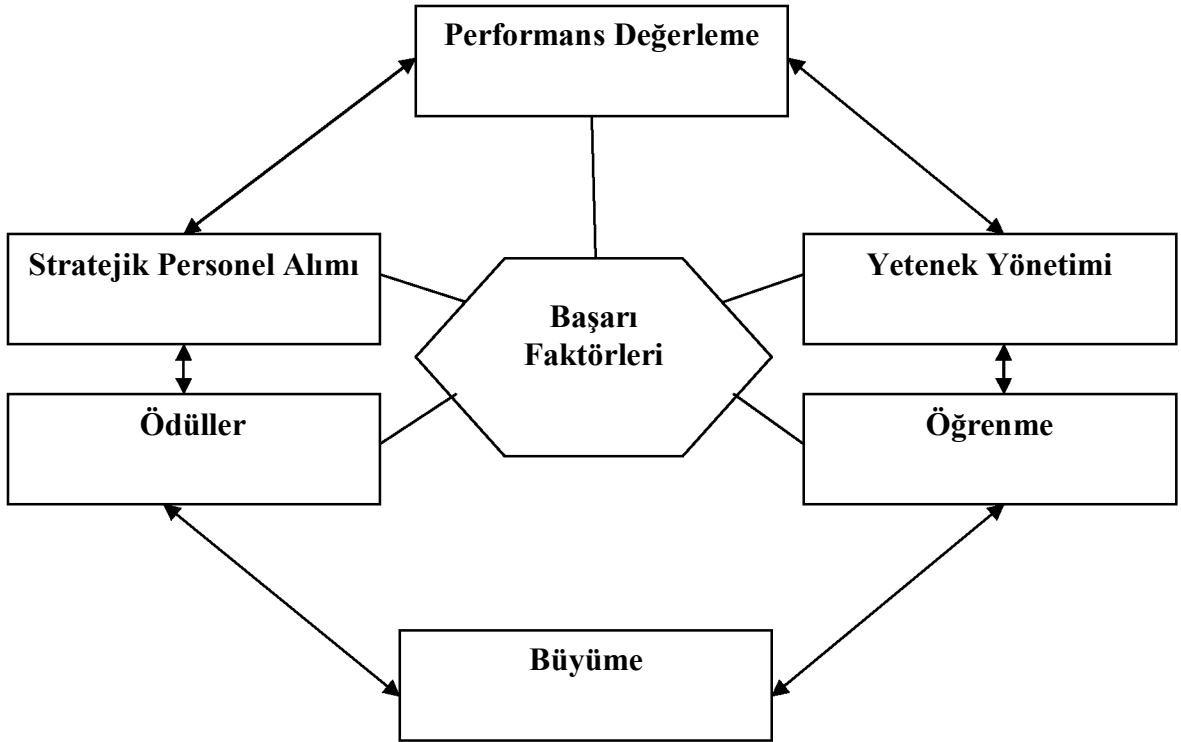 Performans Değerleme
Stratejik Personel Alımı
Yetenek Yönetimi
Başarı
Faktörleri
Ödüller
Öğrenme
Büyüme